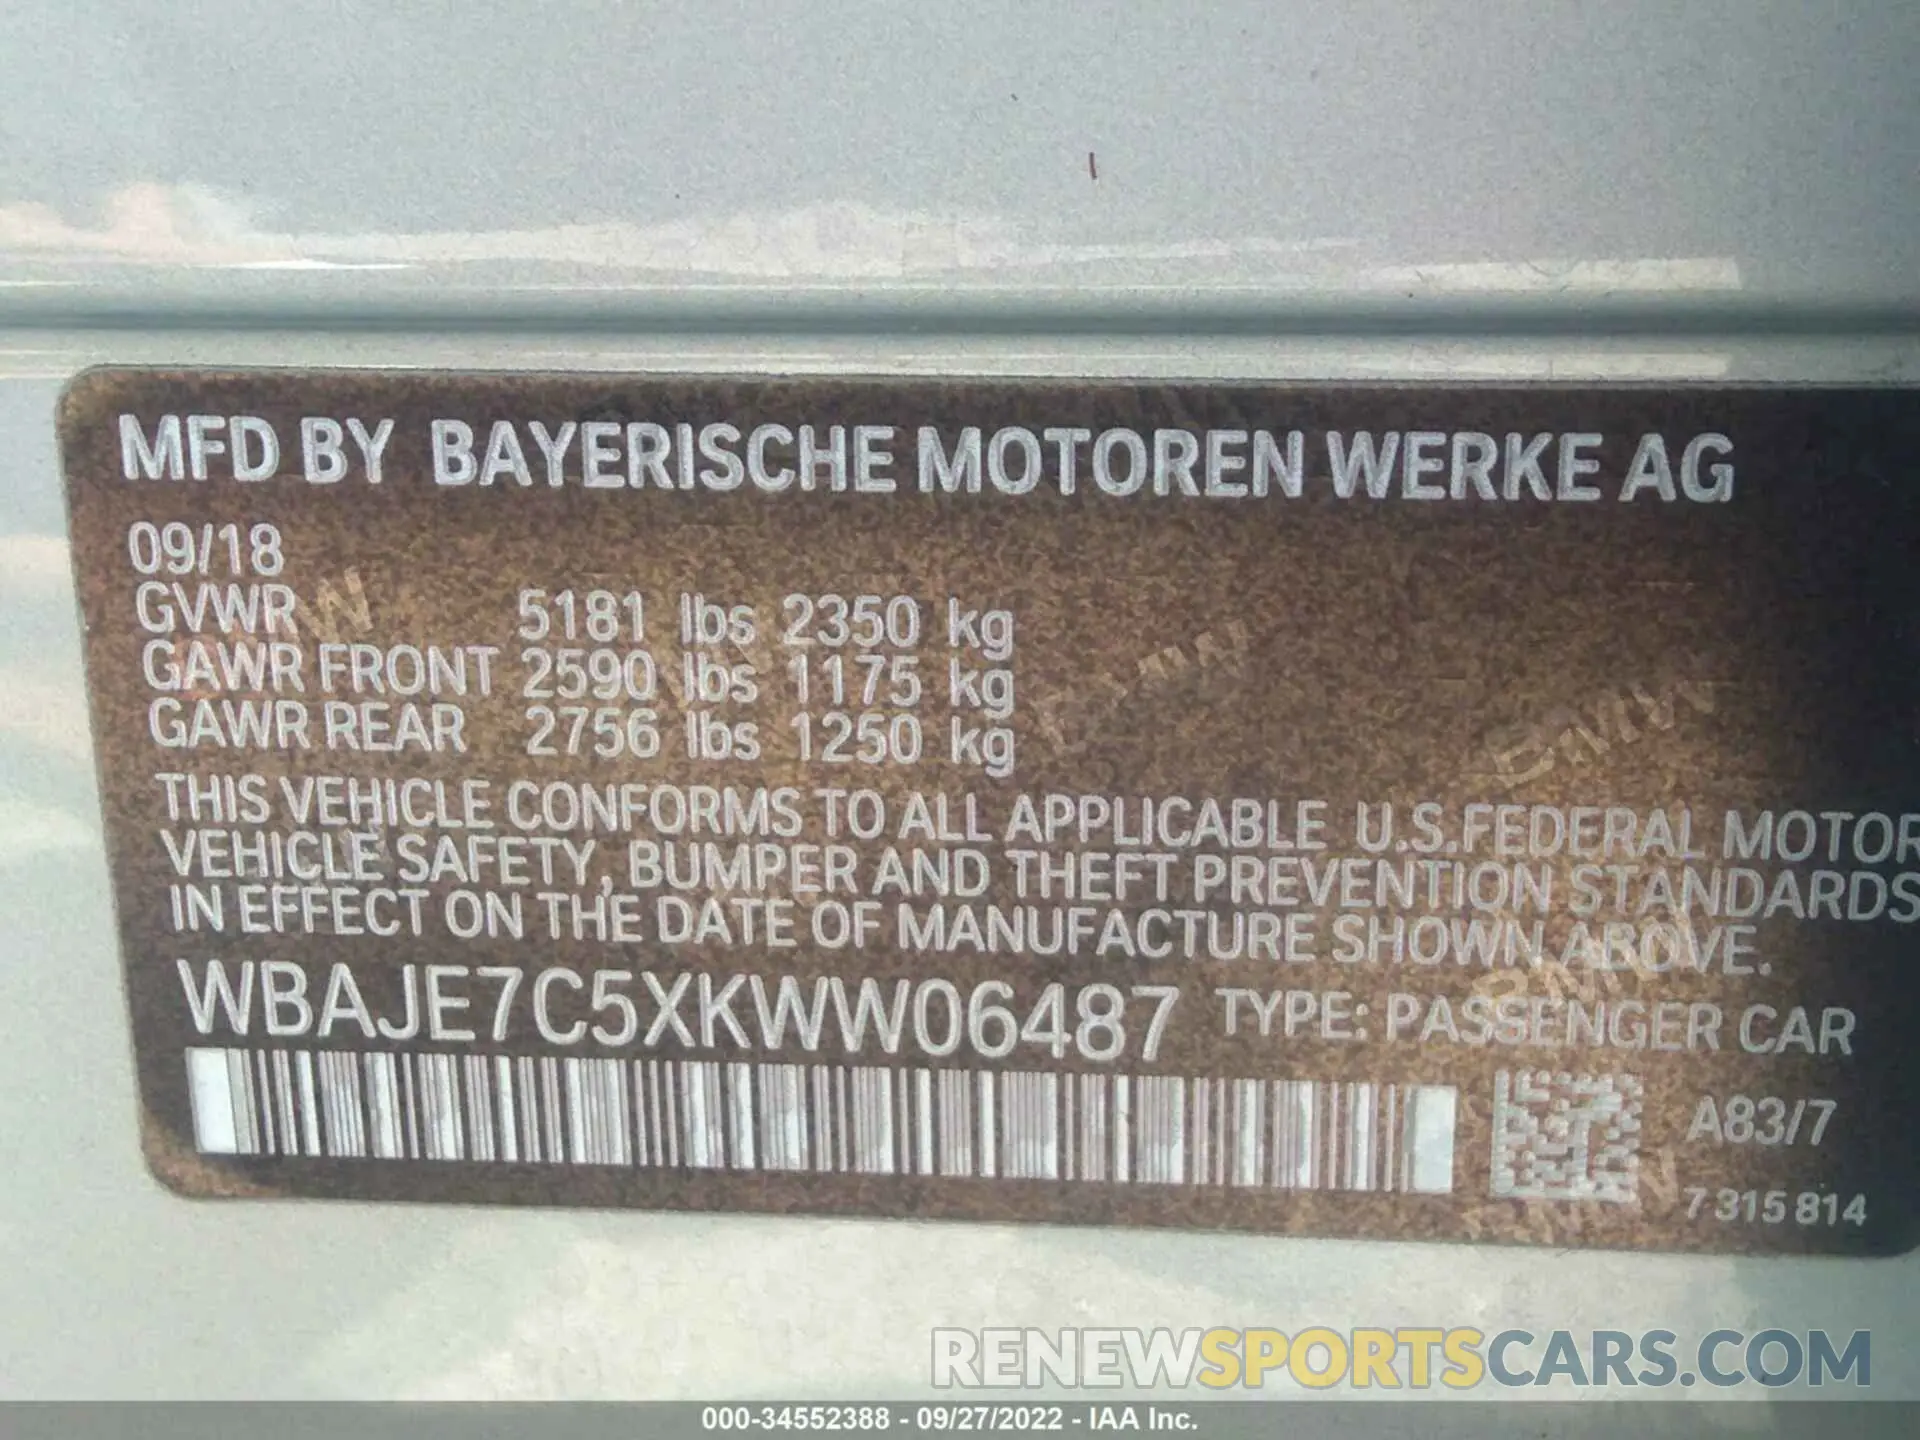 MFD BY BAYERISCHE MOTOREN WERKE AG
09/18
GVWR 5181 lbs 2350 kg
GAWR FRONT 2590 lbs 1175 kg
GAWR REAR 2756 lbs 1250 kg
THIS VEHICLE CONFORMS TO ALL APPLICABLE U.S.FEDERAL MOTOR
VEHICLE SAFETY, BUMPER AND THEFT PREVENTION STANDARDS
IN EFFECT ON THE DATE OF MANUFACTURE SHOWN ABOVE.
WBAJE7C5XKWW06487 TYPE: PASSENGER CAR
A83/7
7 315 814
RENEWSPORTSCARS.COM
000-34552388 - 09/27/2022 - IAA Inc.